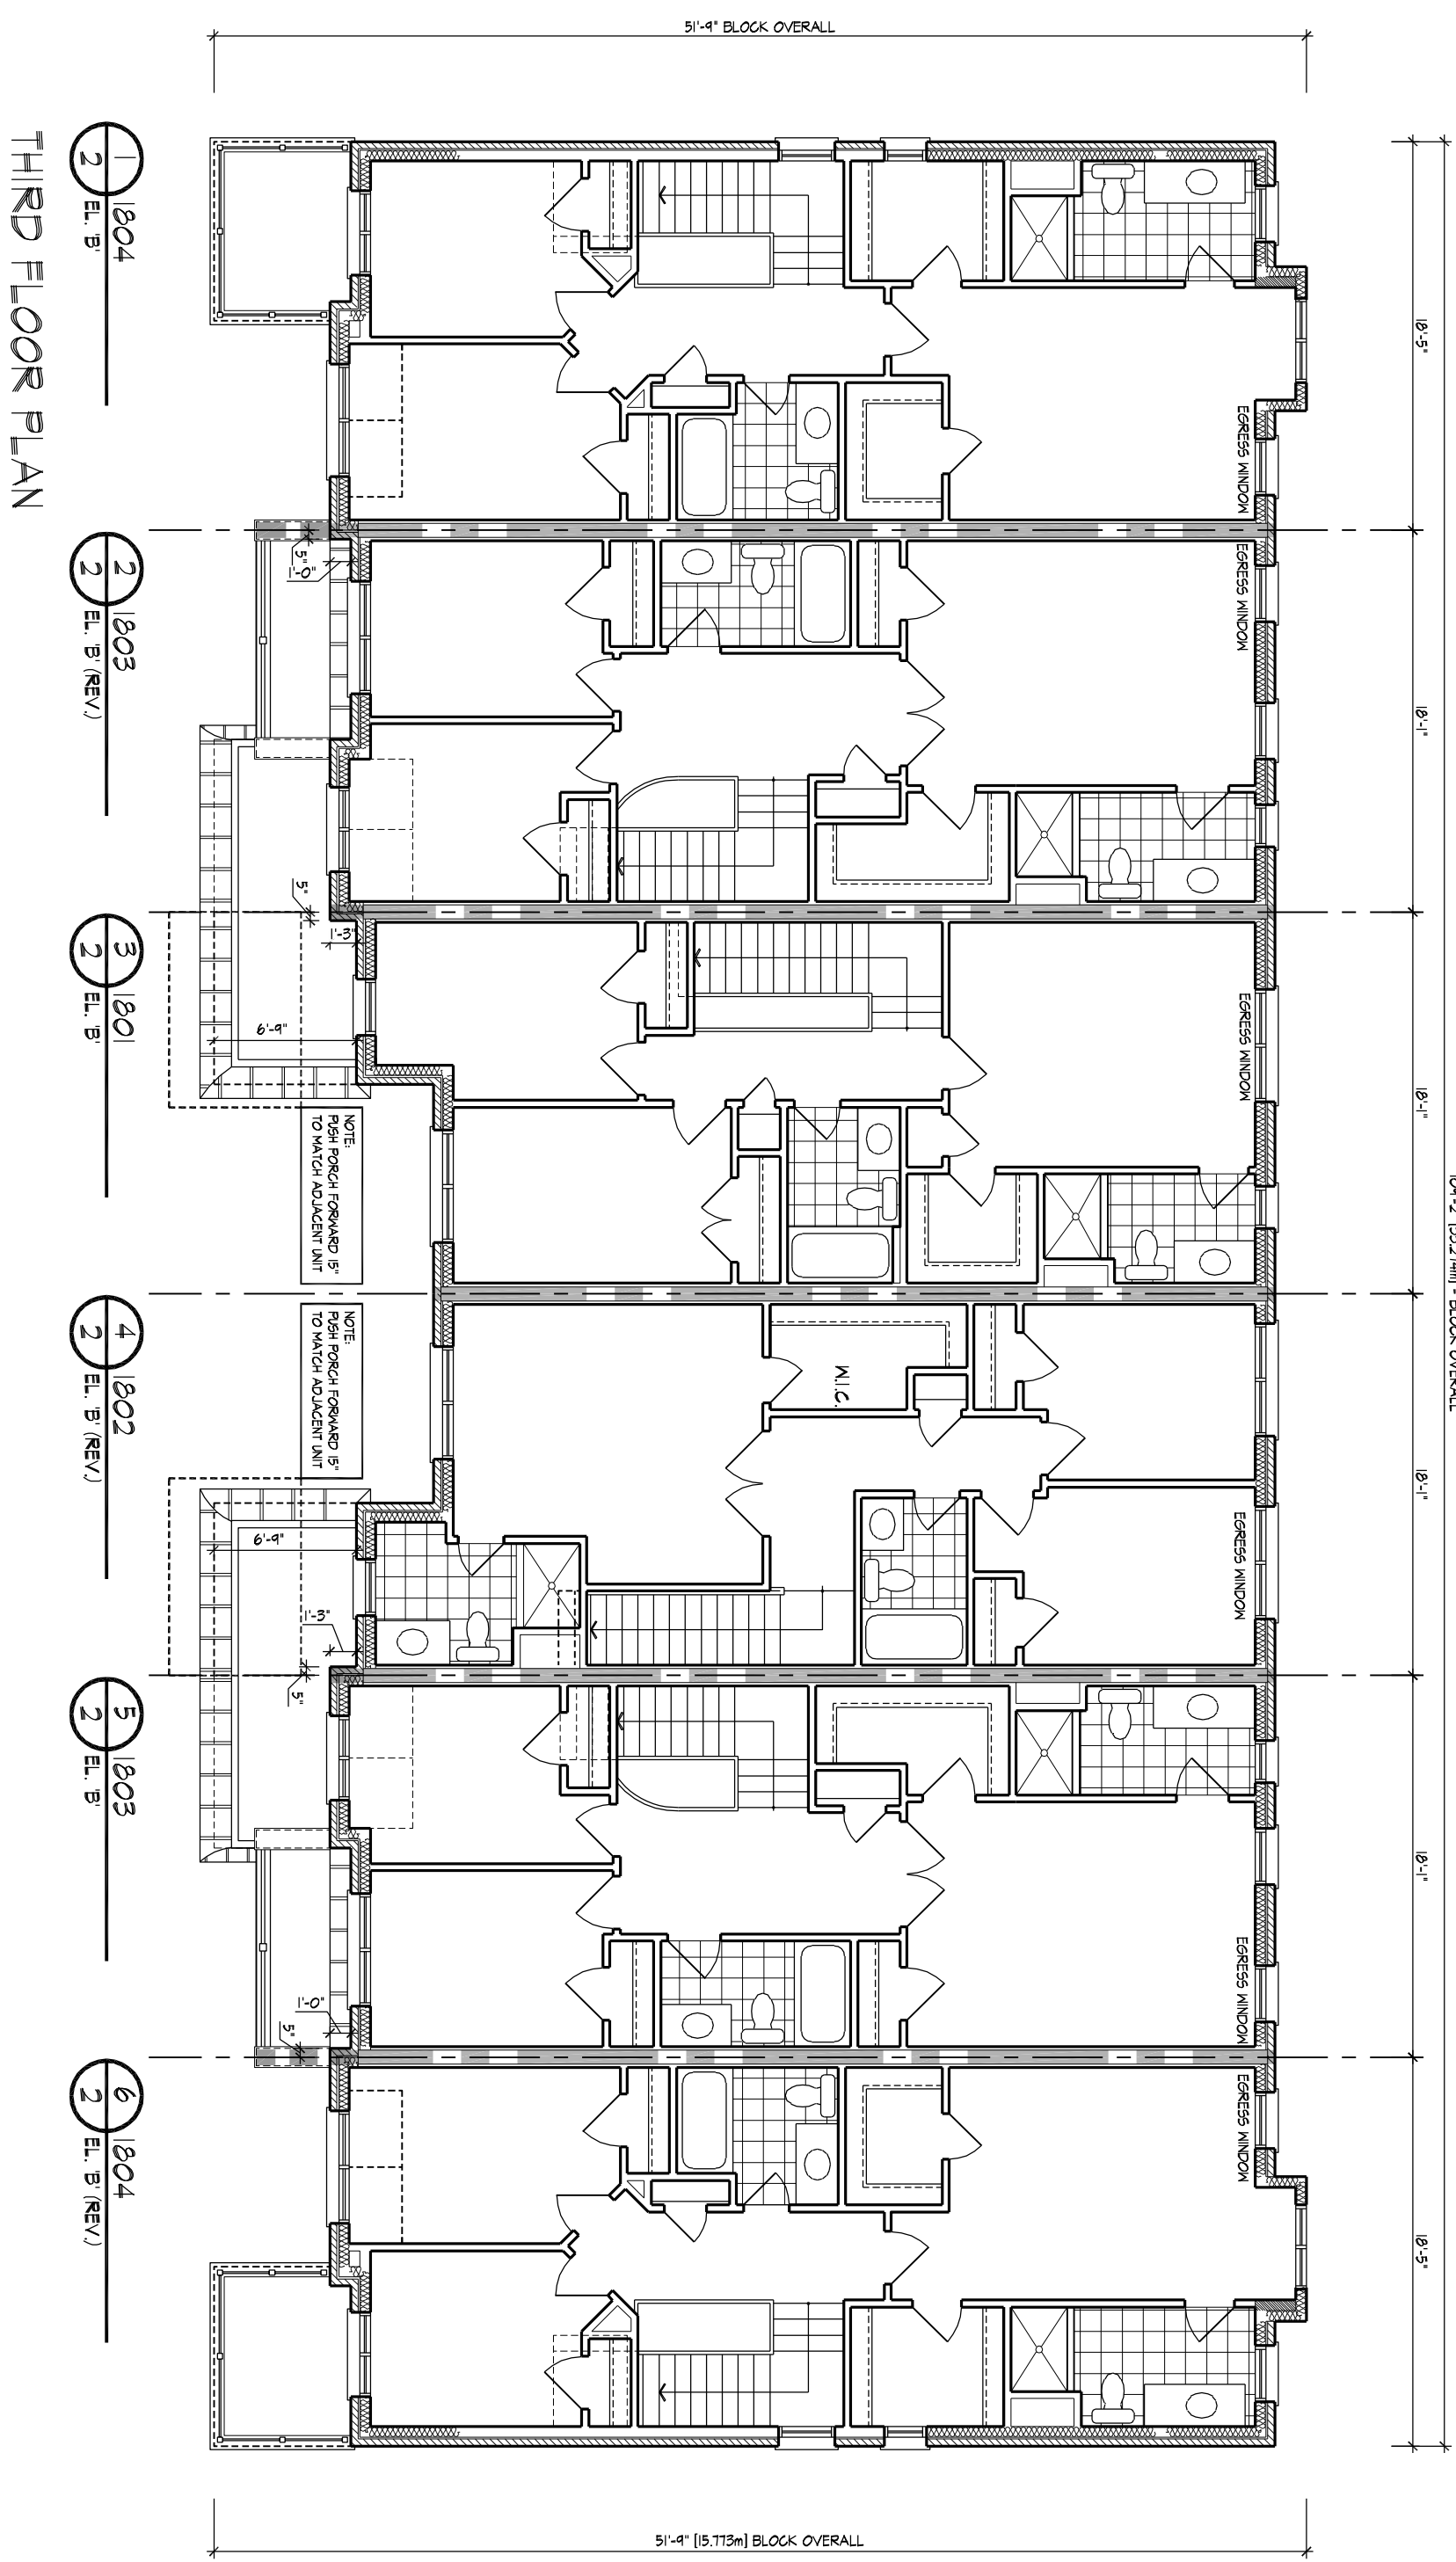 51'-9" BLOCK OVERALL
THIRD FLOOR PLAN
1
2
1804
EL. 'B'
2
2
1803
EL. 'B' (REV.)
3
2
1801
EL. 'B'
4
2
1802
EL. 'B' (REV.)
5
2
1803
EL. 'B'
6
2
1804
EL. 'B' (REV.)
18'-5"
18'-1"
18'-1"
18'-1"
18'-1"
18'-5"
EGRESS WINDOW
EGRESS WINDOW
EGRESS WINDOW
EGRESS WINDOW
EGRESS WINDOW
EGRESS WINDOW
5"
1'-0"
5"
1'-3"
6'-9"
NOTE:
PUSH PORCH FORWARD 15"
TO MATCH ADJACENT UNIT
NOTE:
PUSH PORCH FORWARD 15"
TO MATCH ADJACENT UNIT
W.I.C.
6'-9"
1'-3"
5"
1'-0"
5"
BLOCK OVERALL
51'-9" [15.773m] BLOCK OVERALL